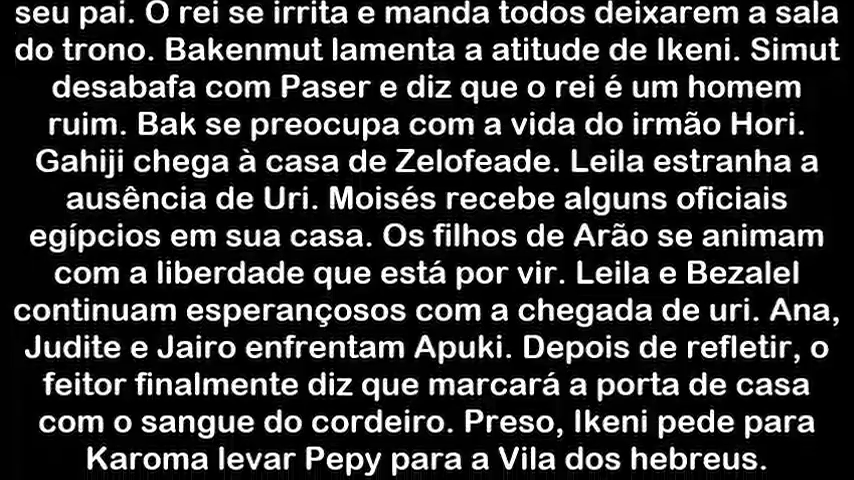 seu pai. O rei se irrita e manda todos deixarem a sala
do trono. Bakenmut lamenta a atitude de Ikeni. Simut
desabafa com Paser e diz que o rei é um homem
ruim. Bak se preocupa com a vida do irmão Hori.
Gahiji chega à casa de Zelofeade. Leila estranha a
ausência de Uri. Moisés recebe alguns oficiais
egípcios em sua casa. Os filhos de Arão se animam
com a liberdade que está por vir. Leila e Bezalel
continuam esperançosos com a chegada de uri. Ana,
Judite e Jairo enfrentam Apuki. Depois de refletir, o
feitor finalmente diz que marcará a porta de casa
com o sangue do cordeiro. Preso, Ikeni pede para
Karoma levar Pepy para a Vila dos hebreus.